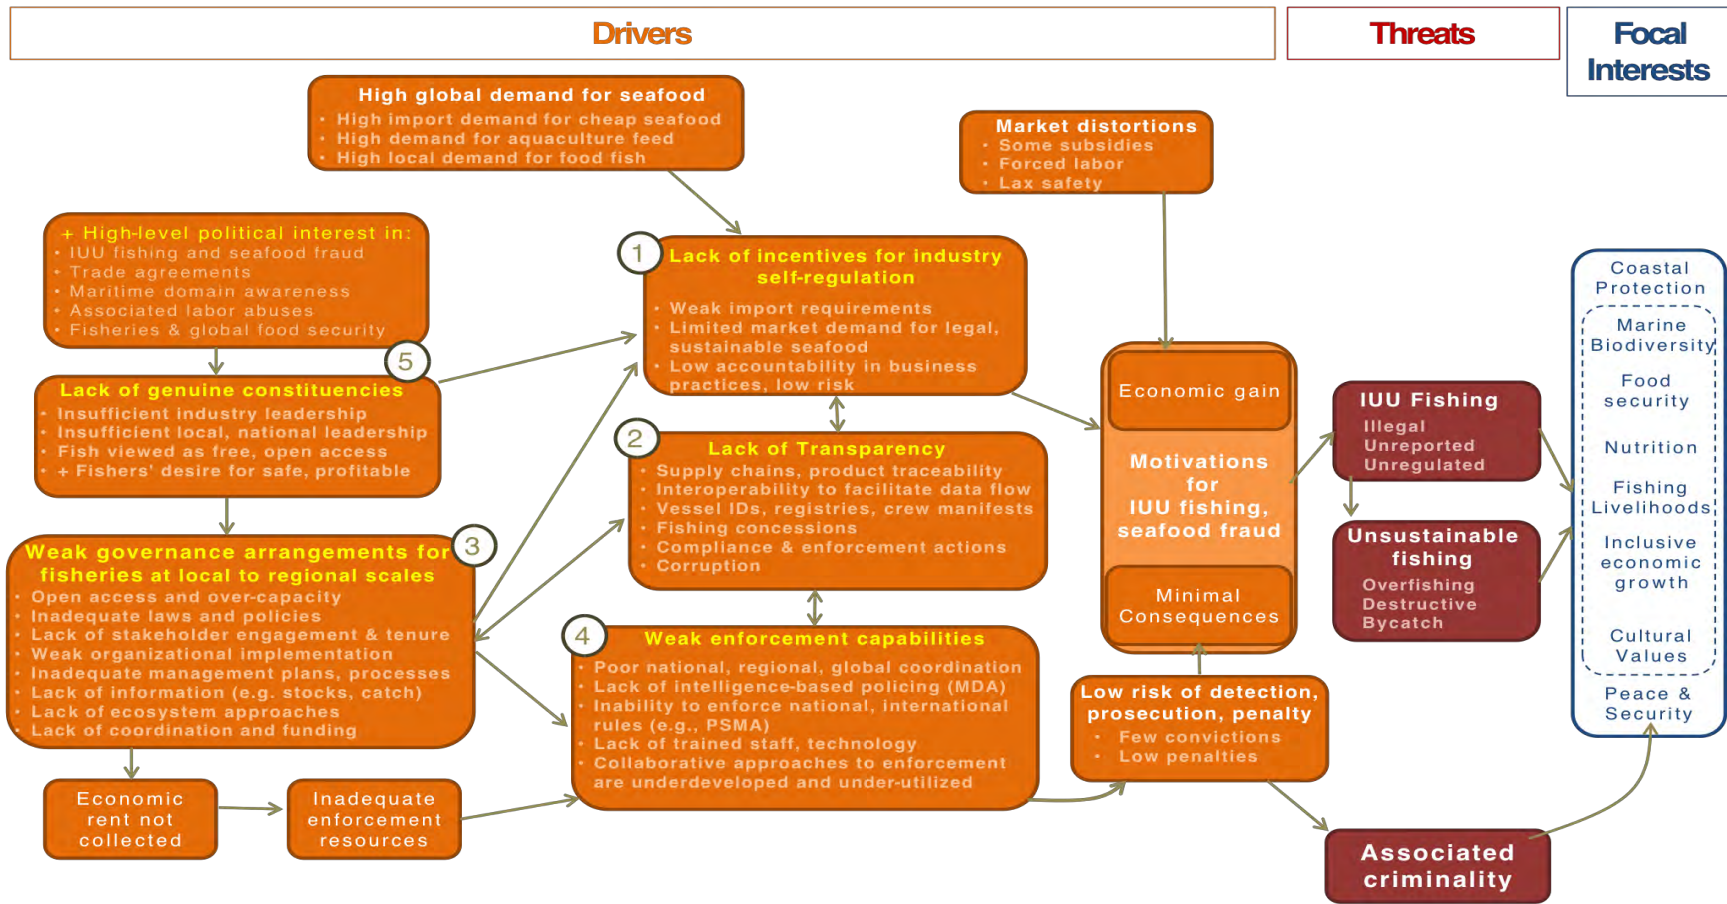 Drivers
Threats
Focal
Interests
High global demand for seafood
• High import demand for cheap seafood
• High demand for aquaculture feed
• High local demand for food fish
Market distortions
• Some subsidies
• Forced labor
• Lax safety
+ High-level political interest in:
• IUU fishing and seafood fraud
• Trade agreements
• Maritime domain awareness
• Associated labor abuses
• Fisheries & global food security
1
Lack of incentives for industry
self-regulation
• Weak import requirements
• Limited market demand for legal,
sustainable seafood
• Low accountability in business
practices, low risk
5
Lack of genuine constituencies
• Insufficient industry leadership
• Insufficient local, national leadership
• Fish viewed as free, open access
• + Fishers' desire for safe, profitable
2
Lack of Transparency
• Supply chains, product traceability
• Interoperability to facilitate data flow
• Vessel IDs, registries, crew manifests
• Fishing concessions
• Compliance & enforcement actions
• Corruption
3
Weak governance arrangements for
fisheries at local to regional scales
• Open access and over-capacity
• Inadequate laws and policies
• Lack of stakeholder engagement & tenure
• Weak organizational implementation
• Inadequate management plans, processes
• Lack of information (e.g. stocks, catch)
• Lack of ecosystem approaches
• Lack of coordination and funding
4
Weak enforcement capabilities
• Poor national, regional, global coordination
• Lack of intelligence-based policing (MDA)
• Inability to enforce national, international
rules (e.g., PSMA)
• Lack of trained staff, technology
• Collaborative approaches to enforcement
are underdeveloped and under-utilized
Economic
rent not
collected
Inadequate
enforcement
resources
Economic gain
Motivations
for
IUU fishing,
seafood fraud
Minimal
Consequences
Low risk of detection,
prosecution, penalty
• Few convictions
• Low penalties
IUU Fishing
Illegal
Unreported
Unregulated
Unsustainable
fishing
Overfishing
Destructive
Bycatch
Associated
criminality
Coastal
Protection
Marine
Biodiversity
Food
security
Nutrition
Fishing
Livelihoods
Inclusive
economic
growth
Cultural
Values
Peace &
Security